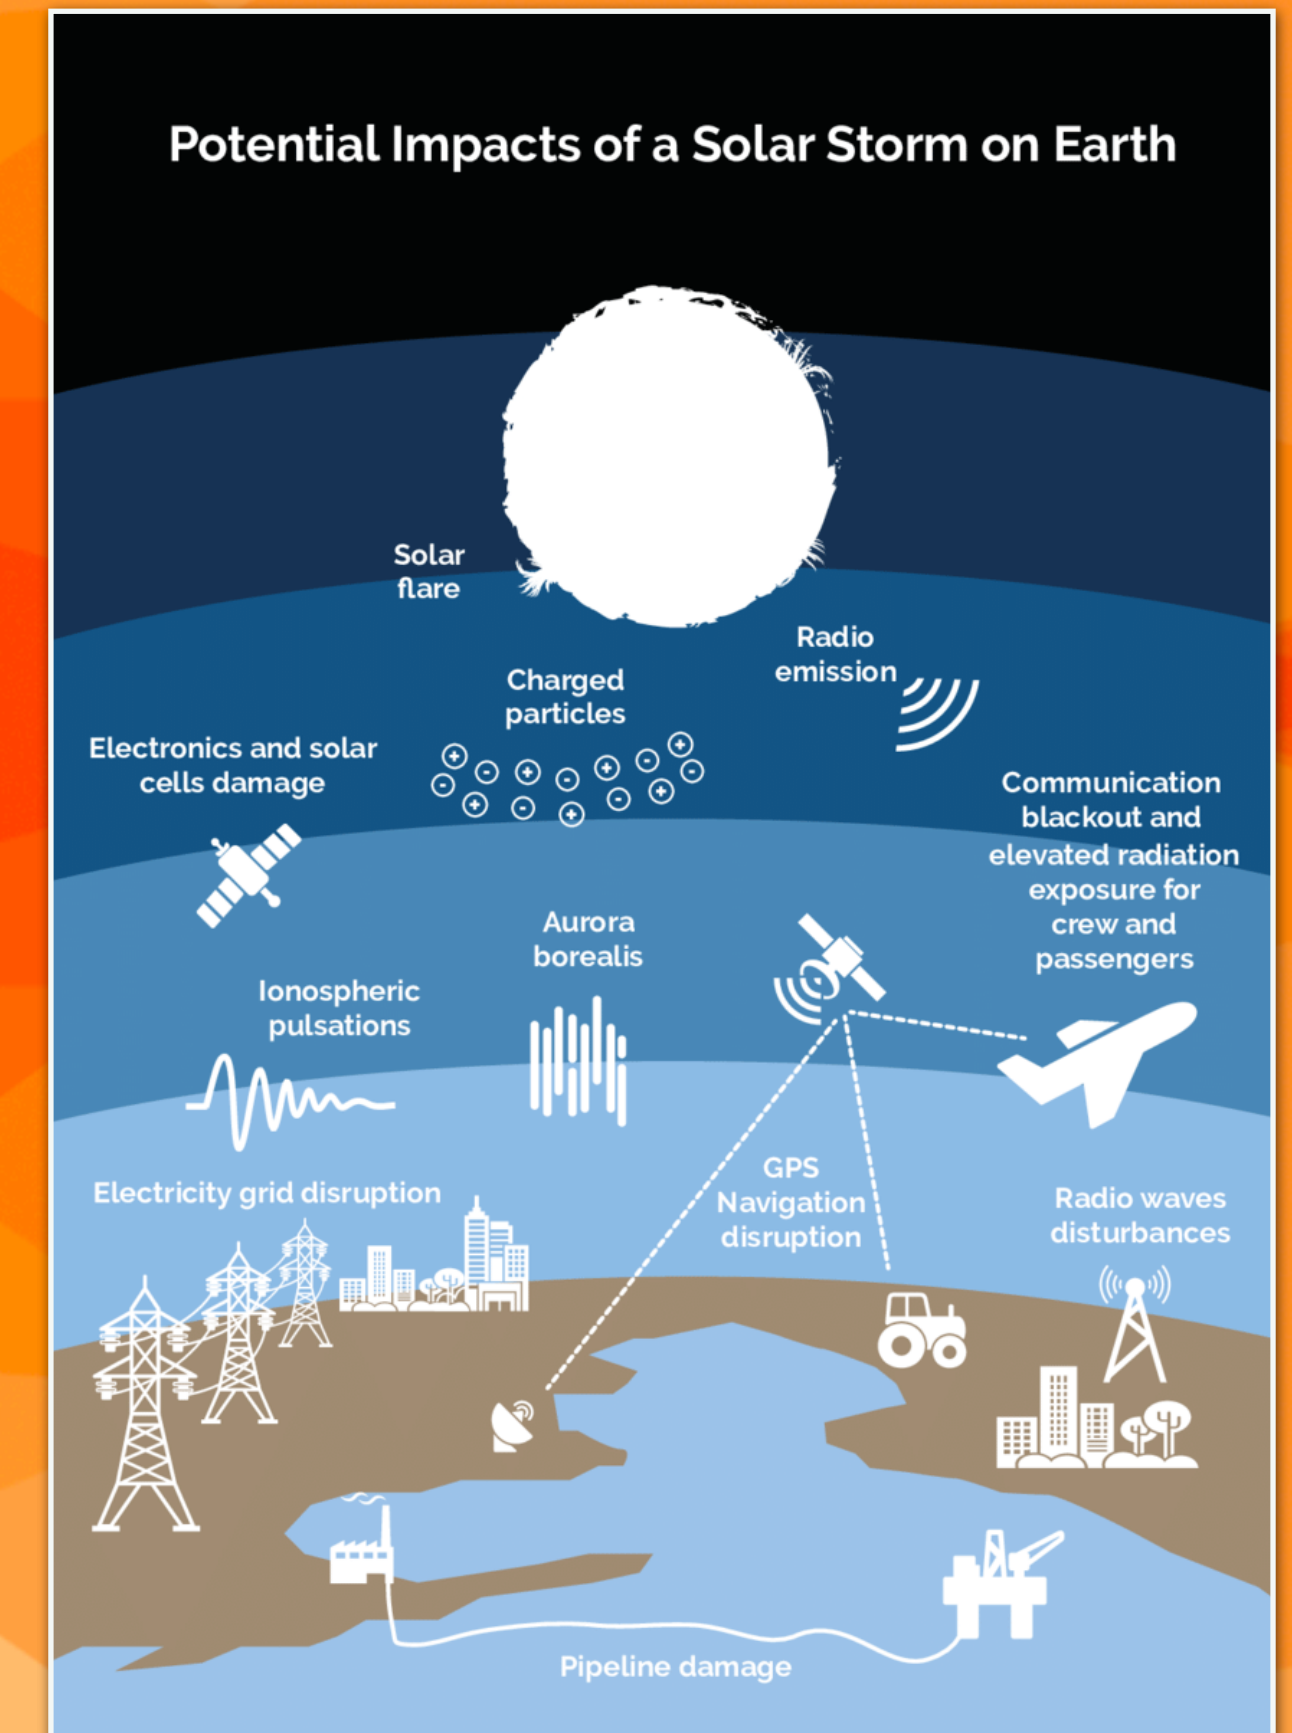 Potential Impacts of a Solar Storm on Earth
Solar
flare
Radio
emission
Charged
particles
Electronics and solar
cells damage
Communication
blackout and
elevated radiation
exposure for
crew and
passengers
Aurora
borealis
Ionospheric
pulsations
GPS
Navigation
disruption
Electricity grid disruption
Radio waves
disturbances
Pipeline damage